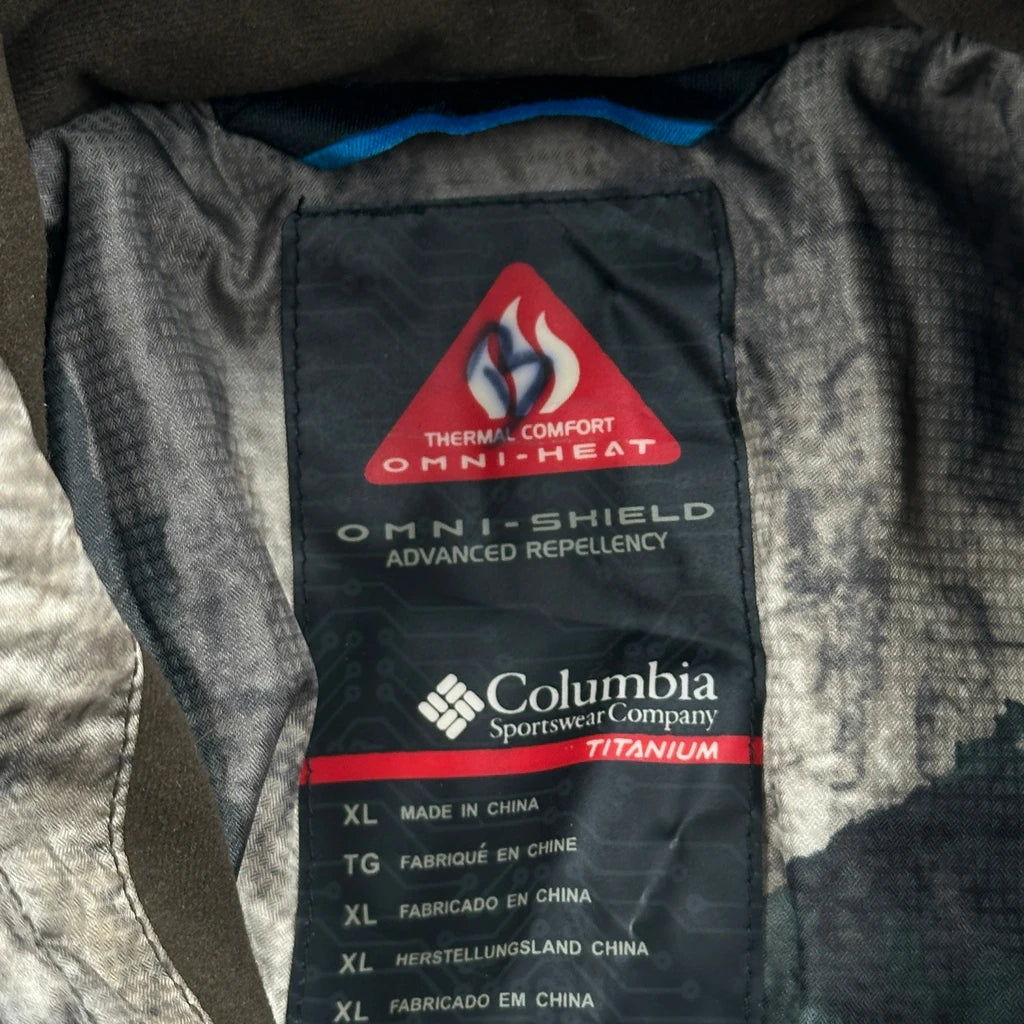 THERMAL COMFORT
OMNI-HEAT
OMNI-SHIELD
ADVANCED REPELLENCY
Columbia
Sportswear Company
TITANIUM
XL MADE IN CHINA
TG FABRIQUÉ EN CHINE
XL FABRICADO EN CHINA
XL HERSTELLUNGSLAND CHINA
XL FABRICADO EM CHINA